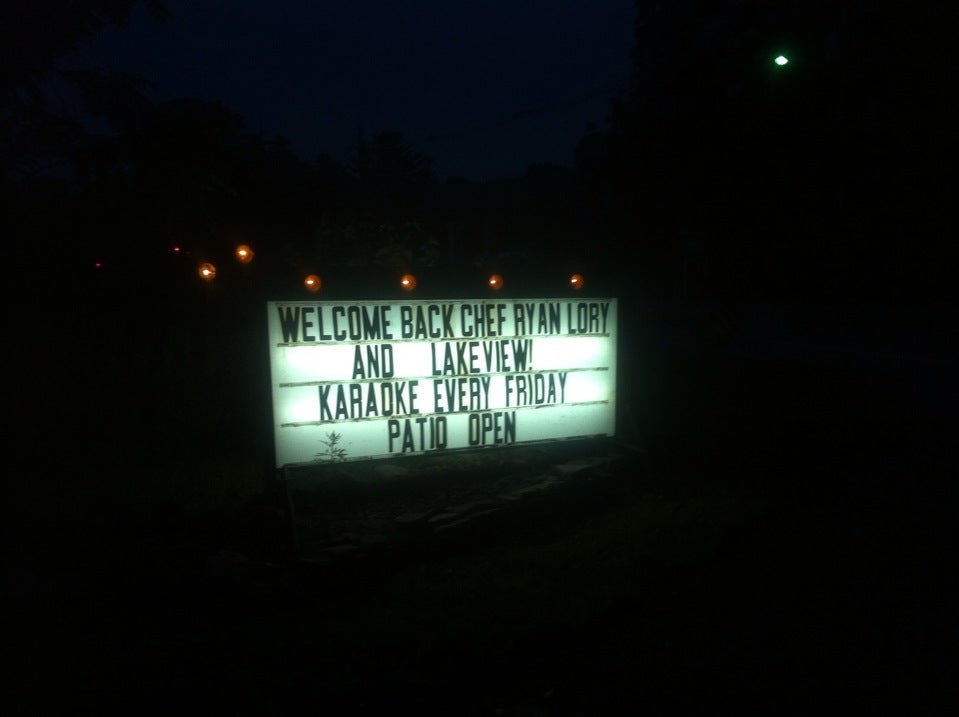 WELCOME BACK CHEF RYAN LORY
AND LAKEVIEW!
KARAOKE EVERY FRIDAY
PATIO OPEN